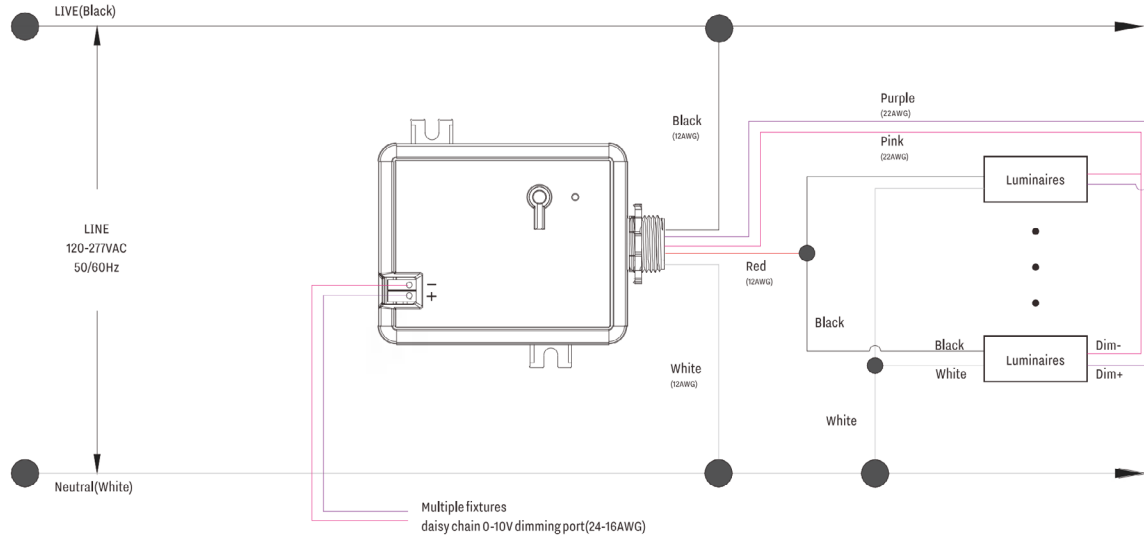 LIVE(Black)
Purple
(22AWG)
Black
(12AWG)
Pink
(22AWG)
Luminaires
LINE
120-277VAC
50/60Hz
Red
(12AWG)
− +
Black
Black
Luminaires
Dim-
White
Dim+
White
(12AWG)
White
Neutral(White)
Multiple fixtures
daisy chain 0-10V dimming port(24-16AWG)